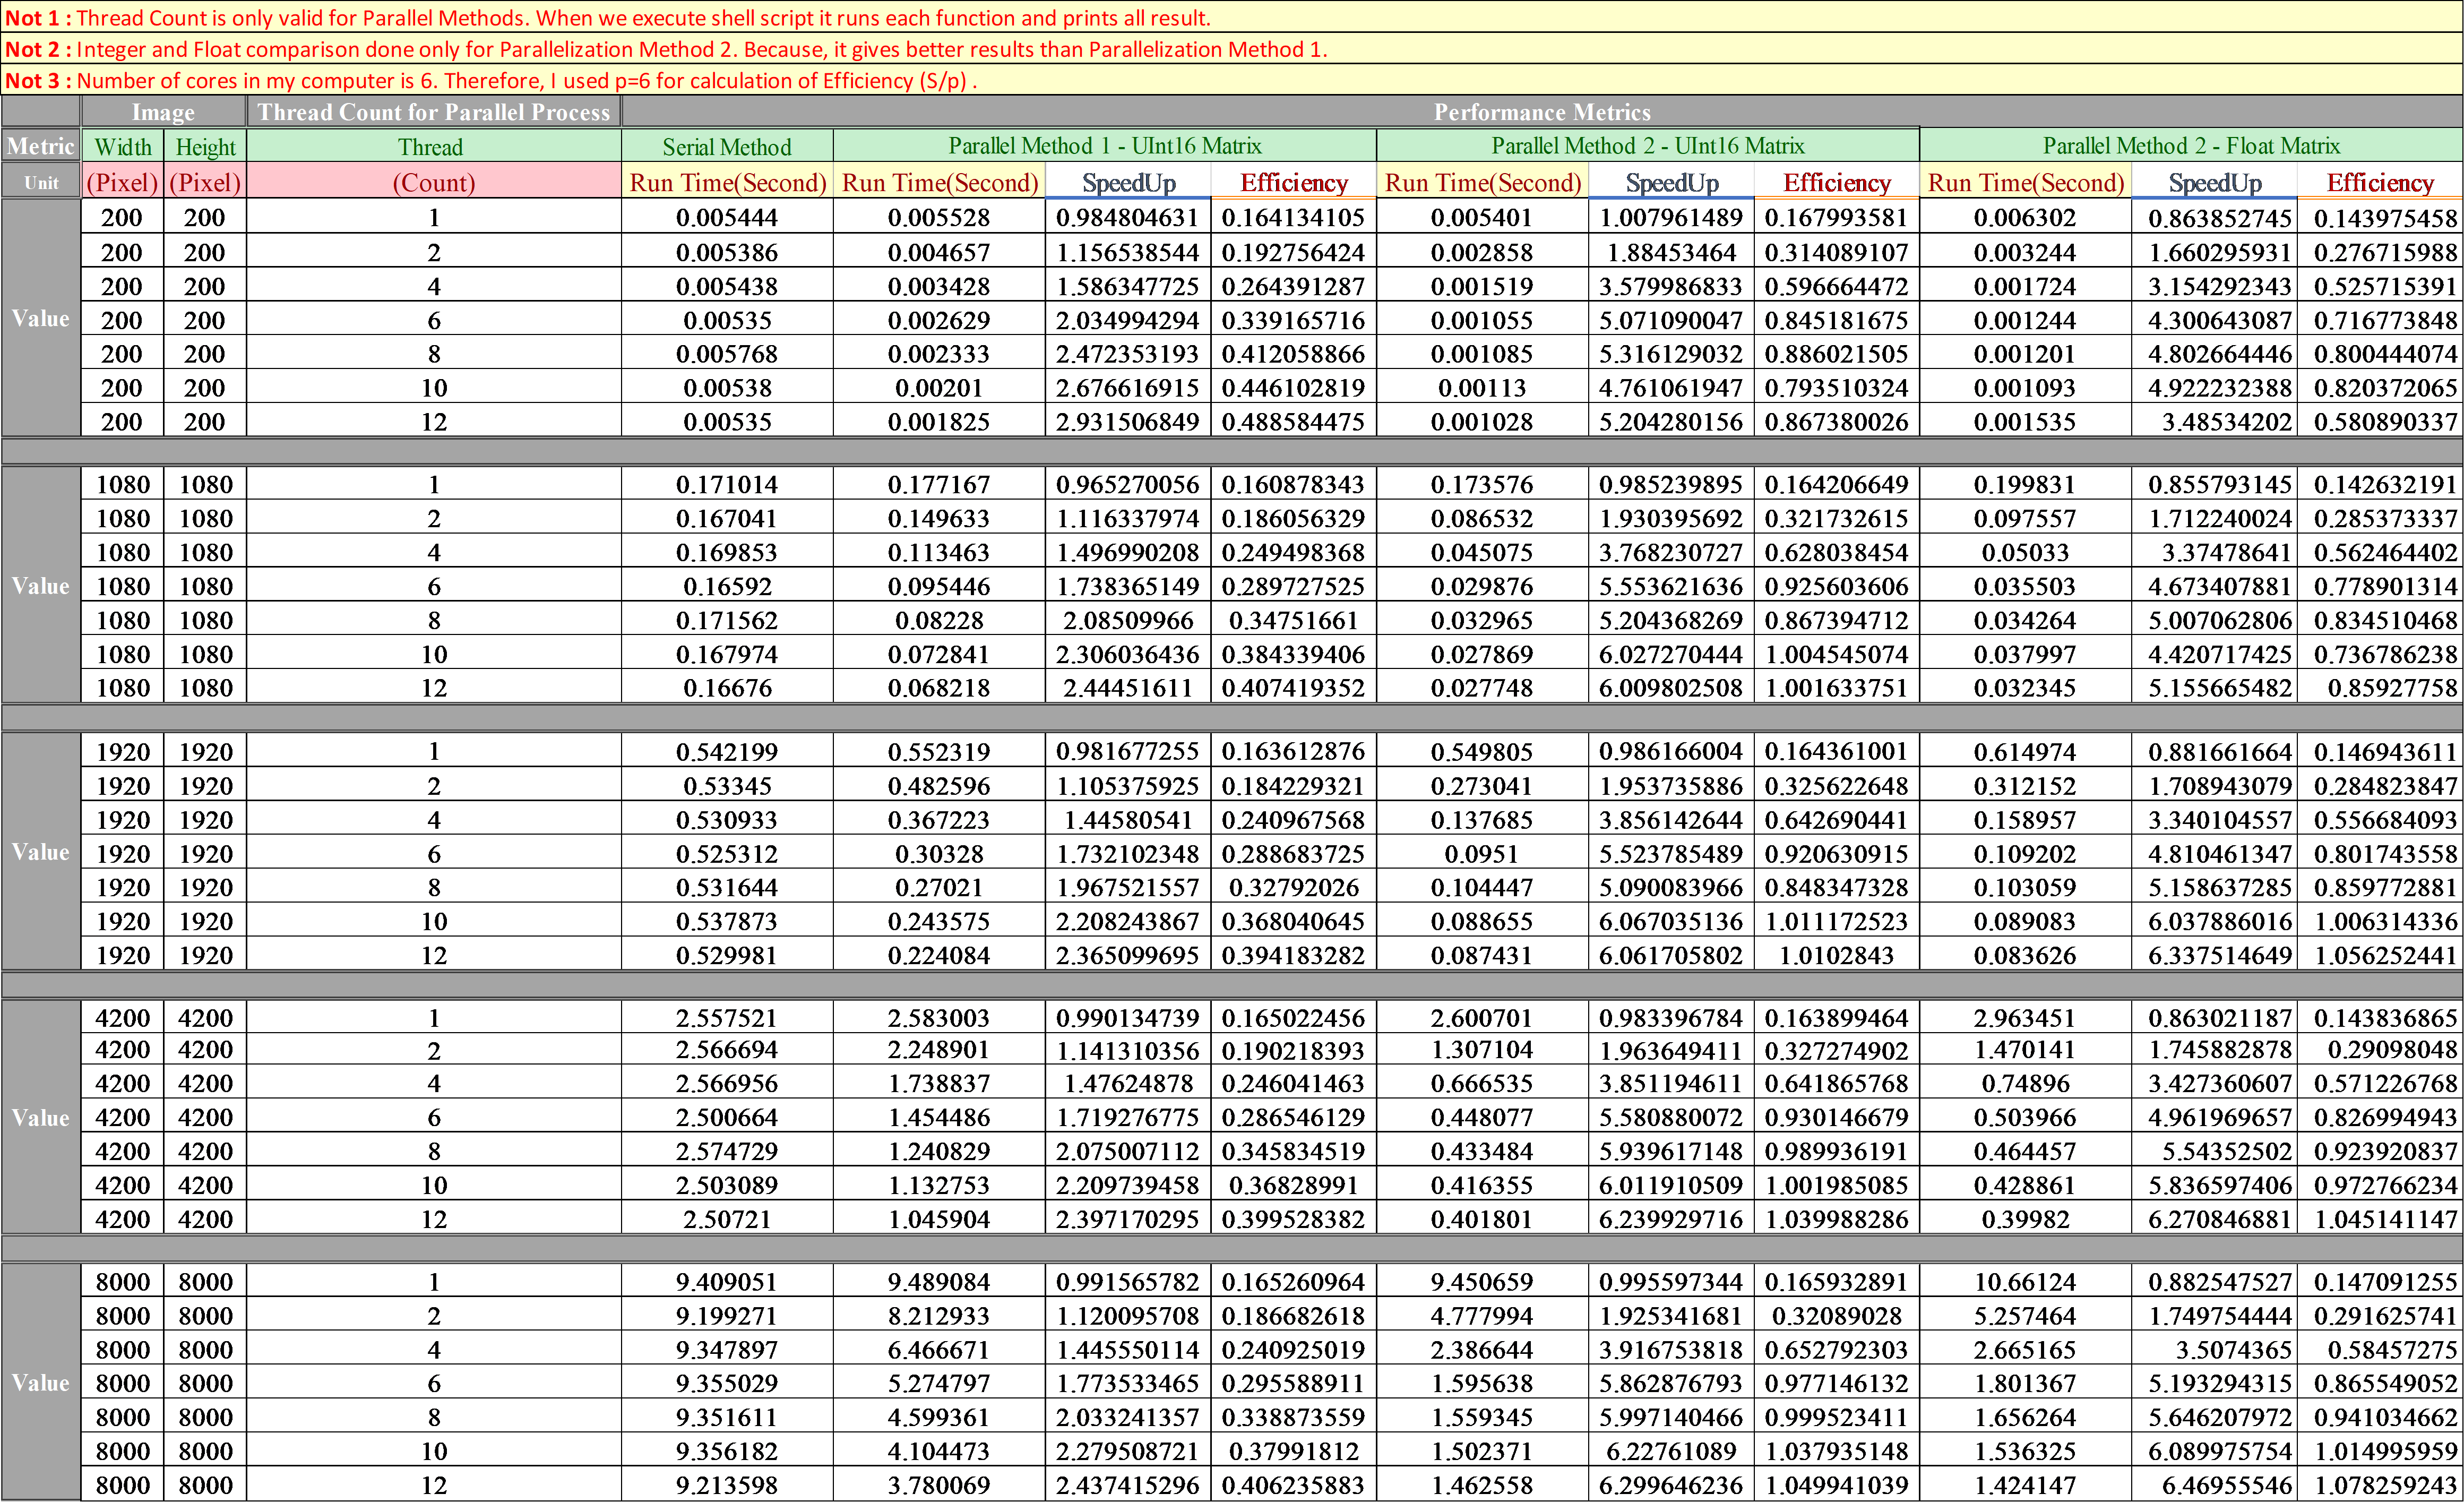 Not 1 : Thread Count is only valid for Parallel Methods. When we execute shell script it runs each function and prints all result.
Not 2 : Integer and Float comparison done only for Parallelization Method 2. Because, it gives better results than Parallelization Method 1.
Not 3 : Number of cores in my computer is 6. Therefore, I used p=6 for calculation of Efficiency (S/p) .
Image Thread Count for Parallel Process Performance Metrics
Metric Width Height Thread Serial Method Parallel Method 1 - UInt16 Matrix Parallel Method 2 - UInt16 Matrix Parallel Method 2 - Float Matrix
Unit (Pixel) (Pixel) (Count) Run Time(Second) Run Time(Second) SpeedUp Efficiency Run Time(Second) SpeedUp Efficiency Run Time(Second) SpeedUp Efficiency
200 200 1 0.005444 0.005528 0.984804631 0.164134105 0.005401 1.007961489 0.167993581 0.006302 0.863852745 0.143975458
200 200 2 0.005386 0.004657 1.156538544 0.192756424 0.002858 1.88453464 0.314089107 0.003244 1.660295931 0.276715988
200 200 4 0.005438 0.003428 1.586347725 0.264391287 0.001519 3.579986833 0.596664472 0.001724 3.154292343 0.525715391
Value 200 200 6 0.00535 0.002629 2.034994294 0.339165716 0.001055 5.071090047 0.845181675 0.001244 4.300643087 0.716773848
200 200 8 0.005768 0.002333 2.472353193 0.412058866 0.001085 5.316129032 0.886021505 0.001201 4.802664446 0.800444074
200 200 10 0.00538 0.00201 2.676616915 0.446102819 0.00113 4.761061947 0.793510324 0.001093 4.922232388 0.820372065
200 200 12 0.00535 0.001825 2.931506849 0.488584475 0.001028 5.204280156 0.867380026 0.001535 3.48534202 0.580890337
1080 1080 1 0.171014 0.177167 0.965270056 0.160878343 0.173576 0.985239895 0.164206649 0.199831 0.855793145 0.142632191
1080 1080 2 0.167041 0.149633 1.116337974 0.186056329 0.086532 1.930395692 0.321732615 0.097557 1.712240024 0.285373337
1080 1080 4 0.169853 0.113463 1.496990208 0.249498368 0.045075 3.768230727 0.628038454 0.05033 3.37478641 0.562464402
Value 1080 1080 6 0.16592 0.095446 1.738365149 0.289727525 0.029876 5.553621636 0.925603606 0.035503 4.673407881 0.778901314
1080 1080 8 0.171562 0.08228 2.08509966 0.34751661 0.032965 5.204368269 0.867394712 0.034264 5.007062806 0.834510468
1080 1080 10 0.167974 0.072841 2.306036436 0.384339406 0.027869 6.027270444 1.004545074 0.037997 4.420717425 0.736786238
1080 1080 12 0.16676 0.068218 2.44451611 0.407419352 0.027748 6.009802508 1.001633751 0.032345 5.155665482 0.85927758
1920 1920 1 0.542199 0.552319 0.981677255 0.163612876 0.549805 0.986166004 0.164361001 0.614974 0.881661664 0.146943611
1920 1920 2 0.53345 0.482596 1.105375925 0.184229321 0.273041 1.953735886 0.325622648 0.312152 1.708943079 0.284823847
1920 1920 4 0.530933 0.367223 1.44580541 0.240967568 0.137685 3.856142644 0.642690441 0.158957 3.340104557 0.556684093
Value 1920 1920 6 0.525312 0.30328 1.732102348 0.288683725 0.0951 5.523785489 0.920630915 0.109202 4.810461347 0.801743558
1920 1920 8 0.531644 0.27021 1.967521557 0.32792026 0.104447 5.090083966 0.848347328 0.103059 5.158637285 0.859772881
1920 1920 10 0.537873 0.243575 2.208243867 0.368040645 0.088655 6.067035136 1.011172523 0.089083 6.037886016 1.006314336
1920 1920 12 0.529981 0.224084 2.365099695 0.394183282 0.087431 6.061705802 1.0102843 0.083626 6.337514649 1.056252441
4200 4200 1 2.557521 2.583003 0.990134739 0.165022456 2.600701 0.983396784 0.163899464 2.963451 0.863021187 0.143836865
4200 4200 2 2.566694 2.248901 1.141310356 0.190218393 1.307104 1.963649411 0.327274902 1.470141 1.745882878 0.29098048
4200 4200 4 2.566956 1.738837 1.47624878 0.246041463 0.666535 3.851194611 0.641865768 0.74896 3.427360607 0.571226768
Value 4200 4200 6 2.500664 1.454486 1.719276775 0.286546129 0.448077 5.580880072 0.930146679 0.503966 4.961969657 0.826994943
4200 4200 8 2.574729 1.240829 2.075007112 0.345834519 0.433484 5.939617148 0.989936191 0.464457 5.54352502 0.923920837
4200 4200 10 2.503089 1.132753 2.209739458 0.36828991 0.416355 6.011910509 1.001985085 0.428861 5.836597406 0.972766234
4200 4200 12 2.50721 1.045904 2.397170295 0.399528382 0.401801 6.239929716 1.039988286 0.39982 6.270846881 1.045141147
8000 8000 1 9.409051 9.489084 0.991565782 0.165260964 9.450659 0.995597344 0.165932891 10.66124 0.882547527 0.147091255
8000 8000 2 9.199271 8.212933 1.120095708 0.186682618 4.777994 1.925341681 0.32089028 5.257464 1.749754444 0.291625741
8000 8000 4 9.347897 6.466671 1.445550114 0.240925019 2.386644 3.916753818 0.652792303 2.665165 3.5074365 0.58457275
Value 8000 8000 6 9.355029 5.274797 1.773533465 0.295588911 1.595638 5.862876793 0.977146132 1.801367 5.193294315 0.865549052
8000 8000 8 9.351611 4.599361 2.033241357 0.338873559 1.559345 5.997140466 0.999523411 1.656264 5.646207972 0.941034662
8000 8000 10 9.356182 4.104473 2.279508721 0.37991812 1.502371 6.22761089 1.037935148 1.536325 6.089975754 1.014995959
8000 8000 12 9.213598 3.780069 2.437415296 0.406235883 1.462558 6.299646236 1.049941039 1.424147 6.46955546 1.078259243